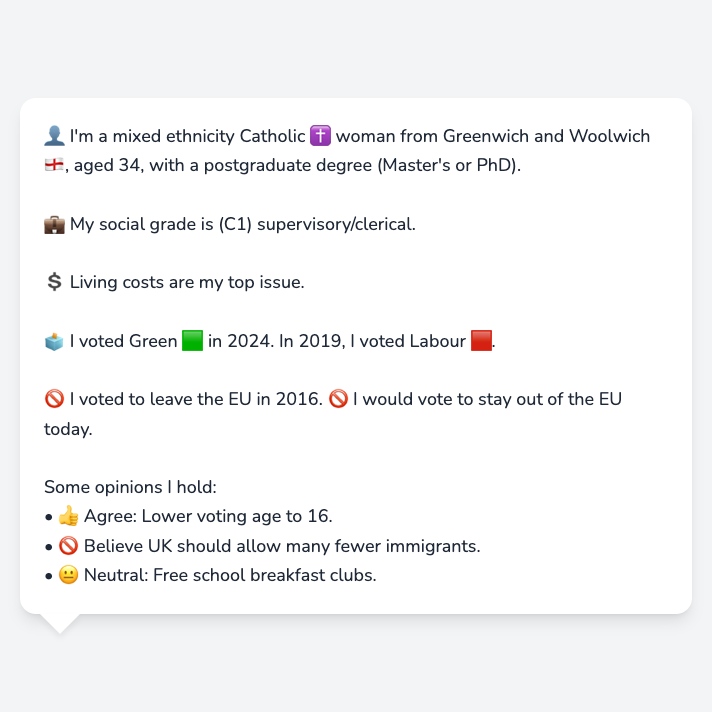 👤 I'm a mixed ethnicity Catholic ✝️ woman from Greenwich and Woolwich
🏴󠁧󠁢󠁥󠁮󠁧󠁿, aged 34, with a postgraduate degree (Master's or PhD).
💼 My social grade is (C1) supervisory/clerical.
💲 Living costs are my top issue.
🗳️ I voted Green 🟩 in 2024. In 2019, I voted Labour 🟥.
🚫 I voted to leave the EU in 2016. 🚫 I would vote to stay out of the EU
today.
Some opinions I hold:
• 👍 Agree: Lower voting age to 16.
• 🚫 Believe UK should allow many fewer immigrants.
• 😐 Neutral: Free school breakfast clubs.